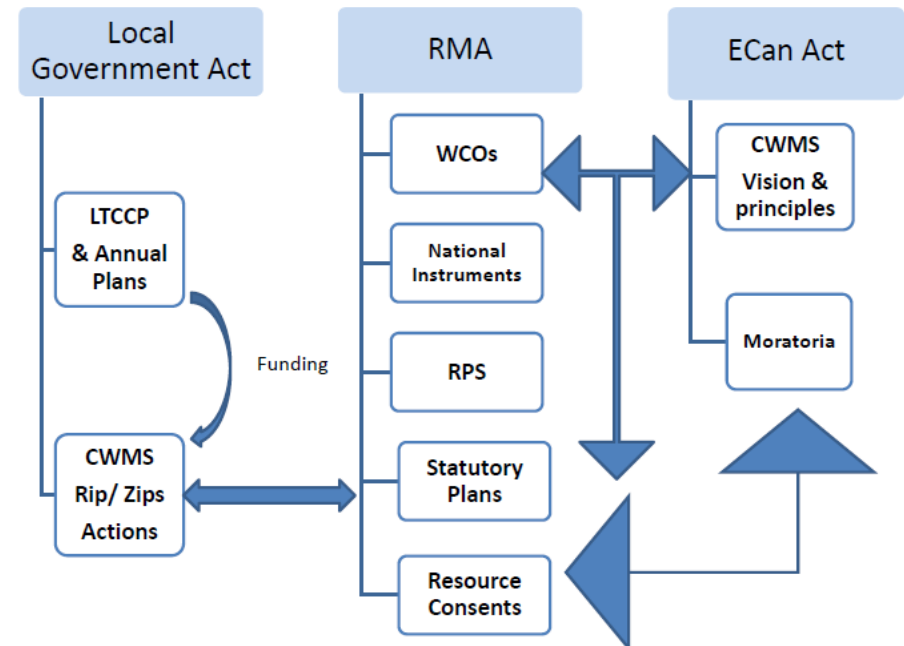 Local
Government Act
LTCCP
& Annual
Plans
Funding
CWMS
Rip/ Zips
Actions
RMA
WCOs
National
Instruments
RPS
Statutory
Plans
Resource
Consents
ECan Act
CWMS
Vision &
principles
Moratoria